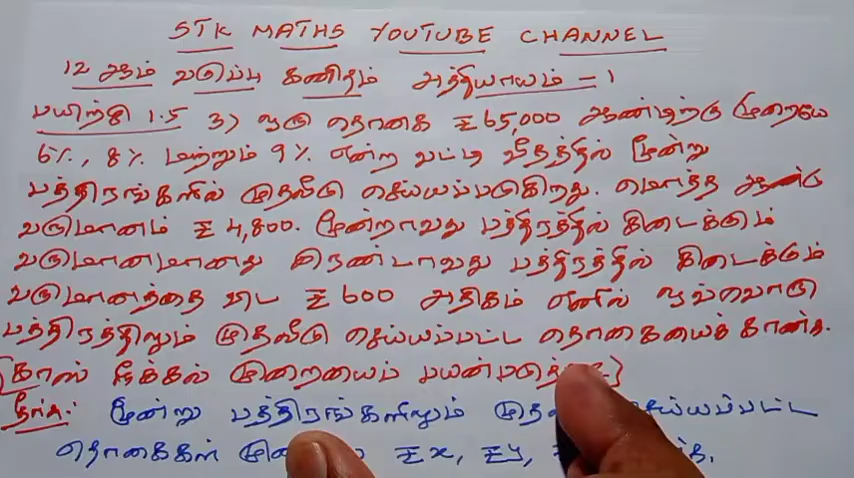 STK MATHS YOUTUBE CHANNEL
12 ஆம் வகுப்பு கணிதம் அத்தியாயம் - 1
பயிற்சி 1.5 3) ஒரு தொகை ₹65,000 ஆண்டிற்கு முறையே
6%, 8% மற்றும் 9% என்ற வட்டி வீதத்தில் மூன்று
பத்திரங்களில் முதலீடு செய்யப்படுகிறது. மொத்த ஆண்டு
வருமானம் ₹4,800. மூன்றாவது பத்திரத்தில் கிடைக்கும்
வருமானமானது இரண்டாவது பத்திரத்தில் கிடைக்கும்
வருமானத்தை விட ₹600 அதிகம் எனில் ஒவ்வொரு
பத்திரத்திலும் முதலீடு செய்யப்பட்ட தொகையைக் காண்க.
(காஸ் நீக்கல் முறையைப்
தீர்வு: மூன்று பத்திரங்களிலும் செய்யப்பட்ட
தொகைகள் ₹x, ₹y,